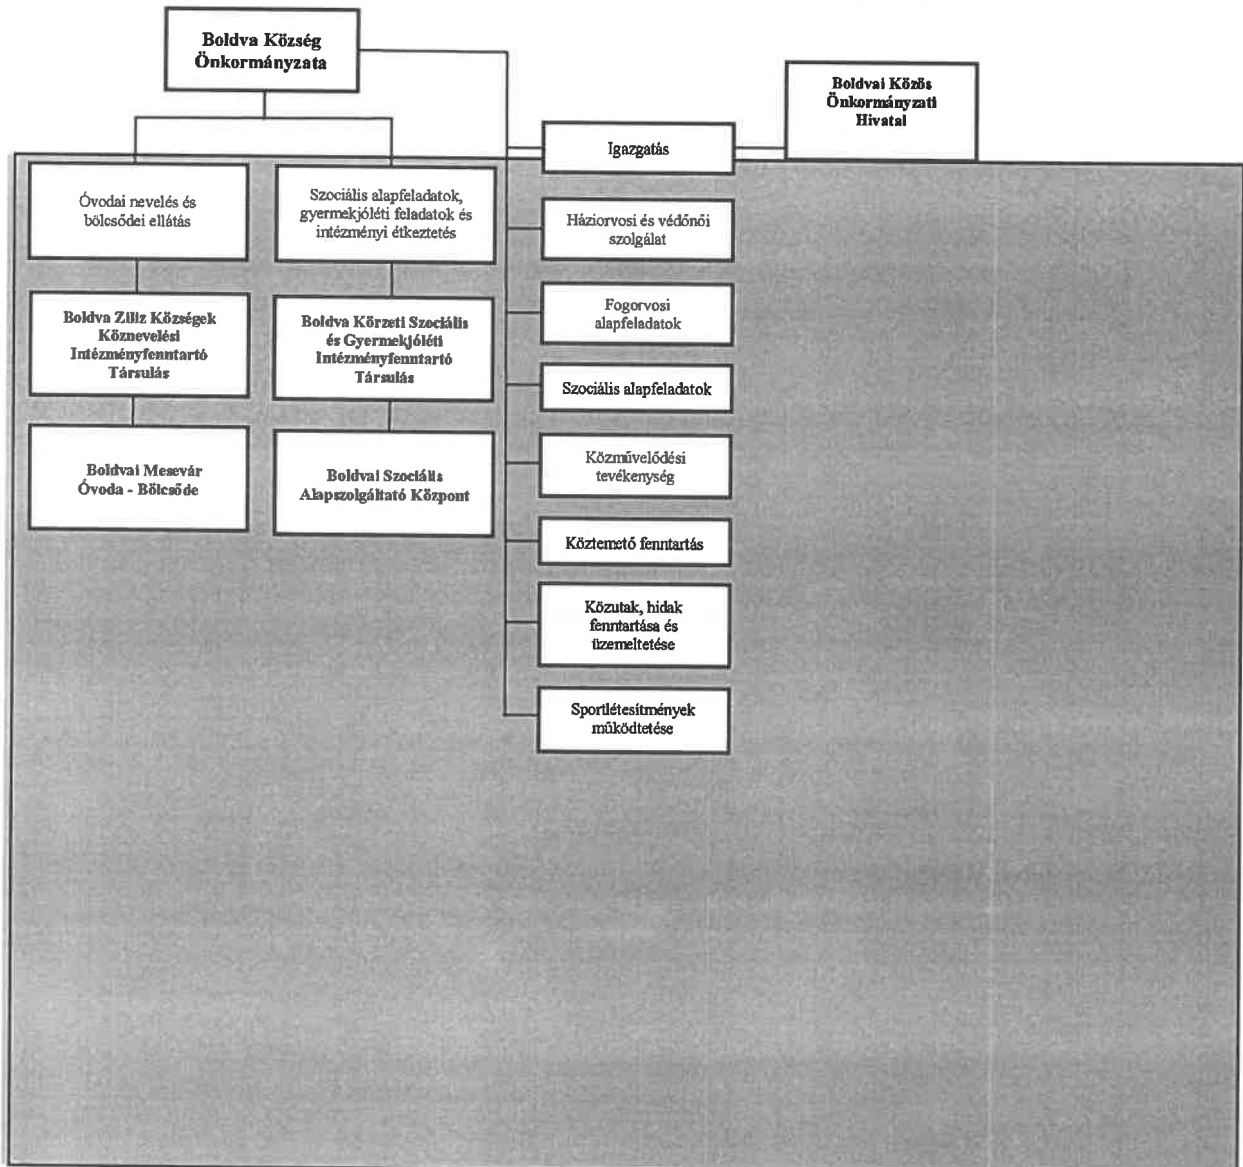 Boldva Község
Önkormányzata
Boldvai Közös
Önkormányzati
Hivatal
Igazgatás
Óvodai nevelés és
bölcsődei ellátás
Szociális alapfeladatok,
gyermekjóléti feladatok és
intézményi étkeztetés
Háziorvosi és védőnői
szolgálat
Fogorvosi
alapfeladatok
Boldva Ziliz Községek
Köznevelési
Intézményfenntartó
Társulás
Boldva Körzeti Szociális
és Gyermekjóléti
Intézményfenntartó
Társulás
Szociális alapfeladatok
Boldvai Mesevár
Óvoda - Bölcsőde
Boldvai Szociális
Alapszolgáltató Központ
Közművelődési
tevékenység
Köztemető fenntartás
Közutak, hidak
fenntartása és
üzemeltetése
Sportlétesítmények
működtetése